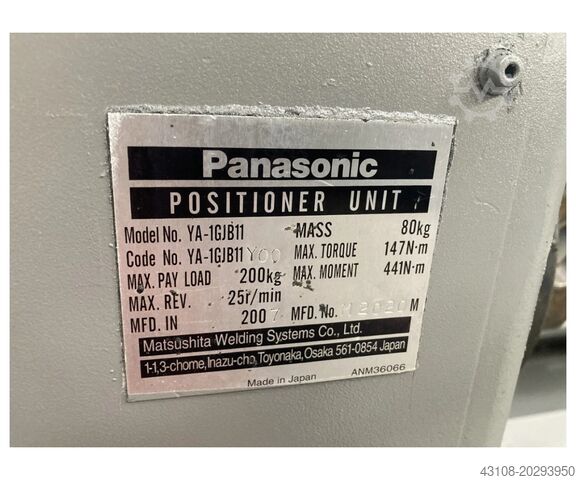 Panasonic
POSITIONER UNIT
Model No. YA-1GJB11 MASS 80kg
Code No. YA-1GJB11Y00 MAX. TORQUE 147N·m
MAX. PAY LOAD 200kg MAX. MOMENT 441N·m
MAX. REV. 25r/min
MFD. IN 2007 MFD. No. M
Matsushita Welding Systems Co., Ltd.
1-1,3-chome,Inazu-cho,Toyonaka,Osaka 561-0854 Japan
Made in Japan ANM36066
43108-20293950